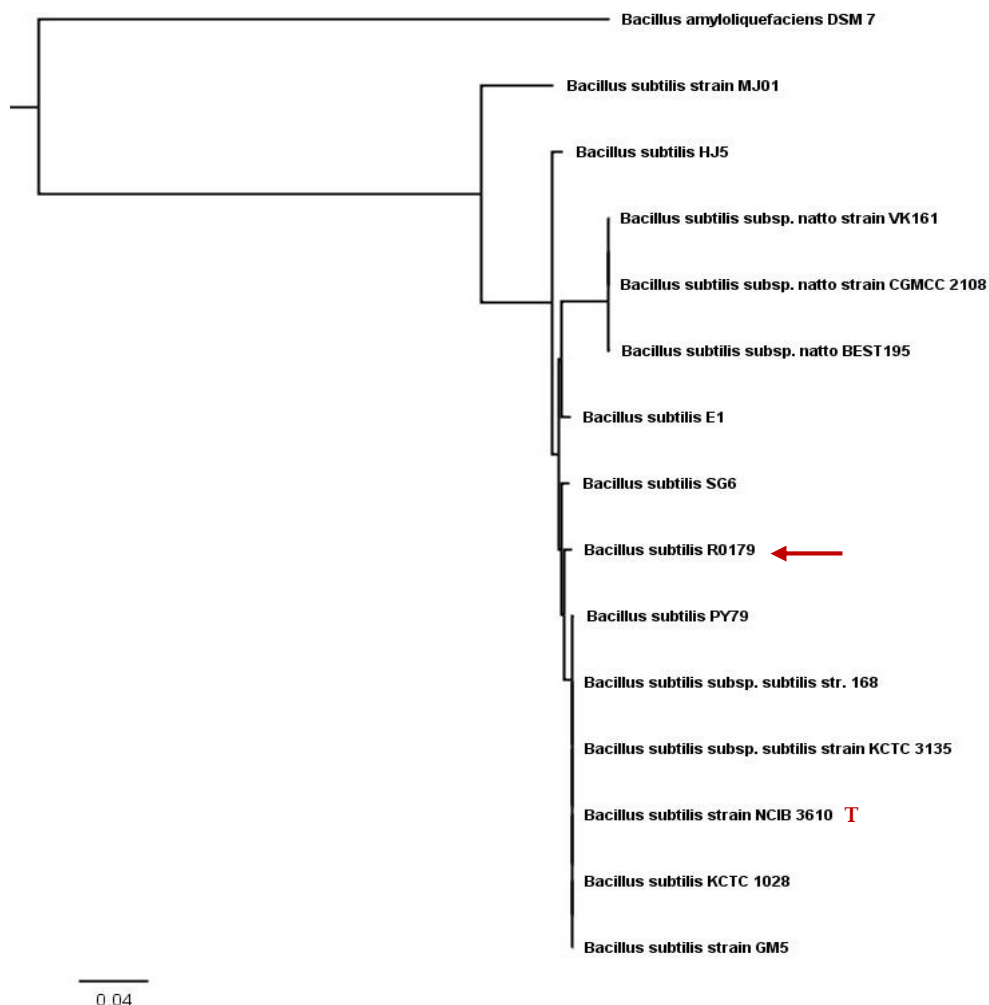 Bacillus amyloliquefaciens DSM 7
Bacillus subtilis strain MJ01
Bacillus subtilis HJ5
Bacillus subtilis subsp. natto strain VK161
Bacillus subtilis subsp. natto strain CGMCC 2108
Bacillus subtilis subsp. natto BEST195
Bacillus subtilis E1
Bacillus subtilis SG6
Bacillus subtilis R0179
Bacillus subtilis PY79
Bacillus subtilis subsp. subtilis str. 168
Bacillus subtilis subsp. subtilis strain KCTC 3135
Bacillus subtilis strain NCIB 3610 T
Bacillus subtilis KCTC 1028
Bacillus subtilis strain GM5
0.04